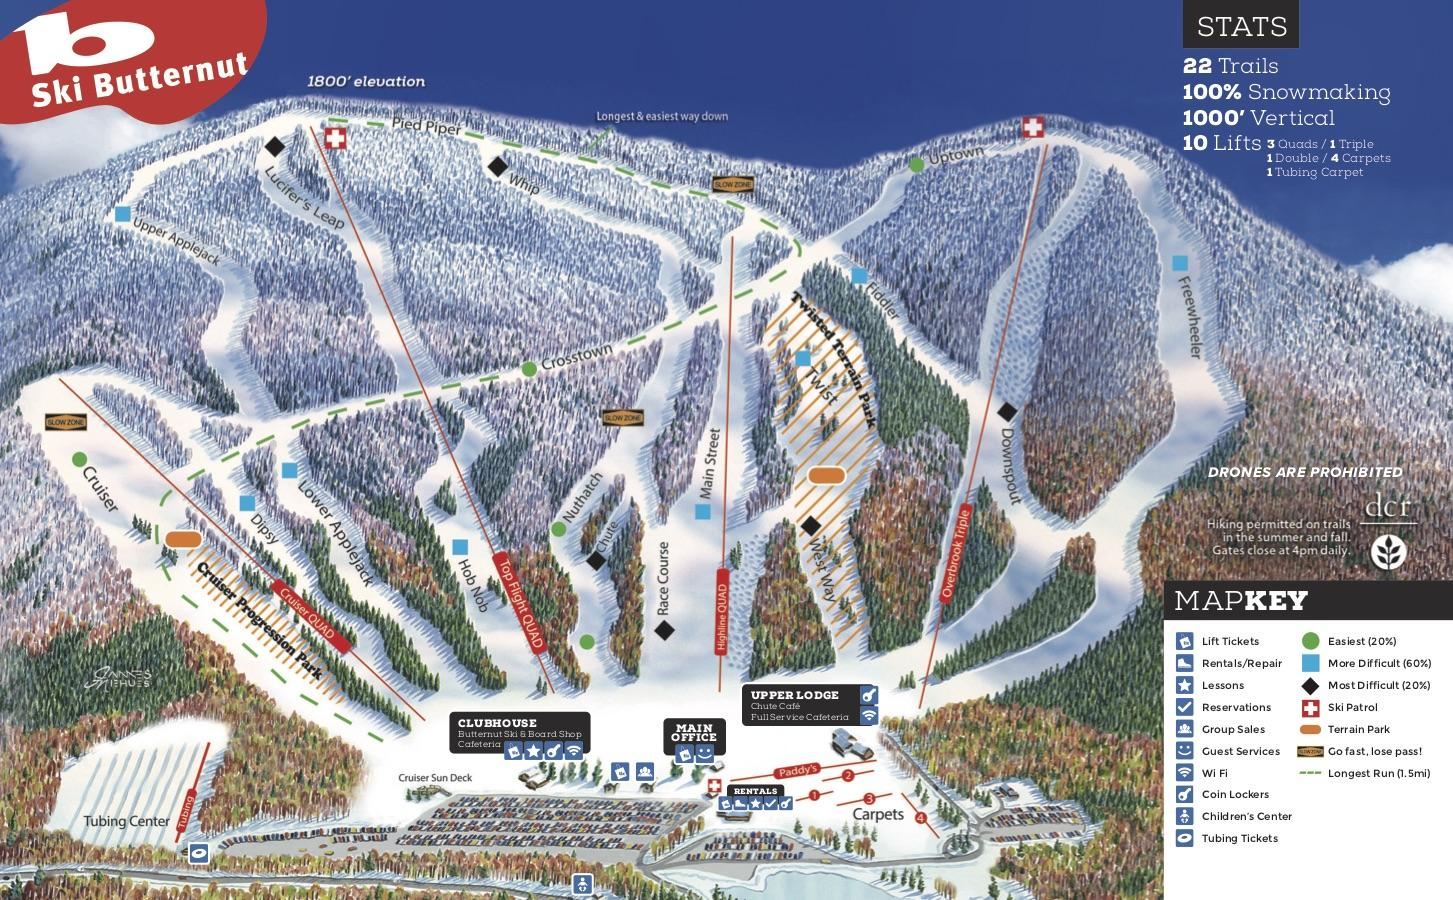 b
Ski Butternut
1800' elevation
Pied Piper
Longest & easiest way down
Uptown
Whip
SLOW ZONE
Lucifer's Leap
Upper Applejack
Fiddler
Freewheeler
Twisted Terrain Park
Twist
Crosstown
SLOW ZONE
SLOW ZONE
Cruiser
Dipsy
Lower Applejack
Hob Nob
Nuthatch
Chute
Main Street
Race Course
West Way
Downspout
Cruiser Progression Park
Cruiser QUAD
Top Flight QUAD
Highline QUAD
Overbrook Triple
STATS
22 Trails
100% Snowmaking
1000' Vertical
10 Lifts 3 Quads / 1 Triple
1 Double / 4 Carpets
1 Tubing Carpet
DRONES ARE PROHIBITED
dcr
Hiking permitted on trails
in the summer and fall.
Gates close at 4pm daily.
MAPKEY
Lift Tickets
Rentals/Repair
Lessons
Reservations
Group Sales
Guest Services
Wi Fi
Coin Lockers
Children's Center
Tubing Tickets
Easiest (20%)
More Difficult (60%)
Most Difficult (20%)
Ski Patrol
Terrain Park
SLOW ZONE Go fast, lose pass!
Longest Run (1.5mi)
CLUBHOUSE
Butternut Ski & Board Shop
Cafeteria
MAIN
OFFICE
UPPER LODGE
Chute Café
Full Service Cafeteria
Cruiser Sun Deck
RENTALS
Paddy's
1
2
3
4
Carpets
Tubing Center
Tubing